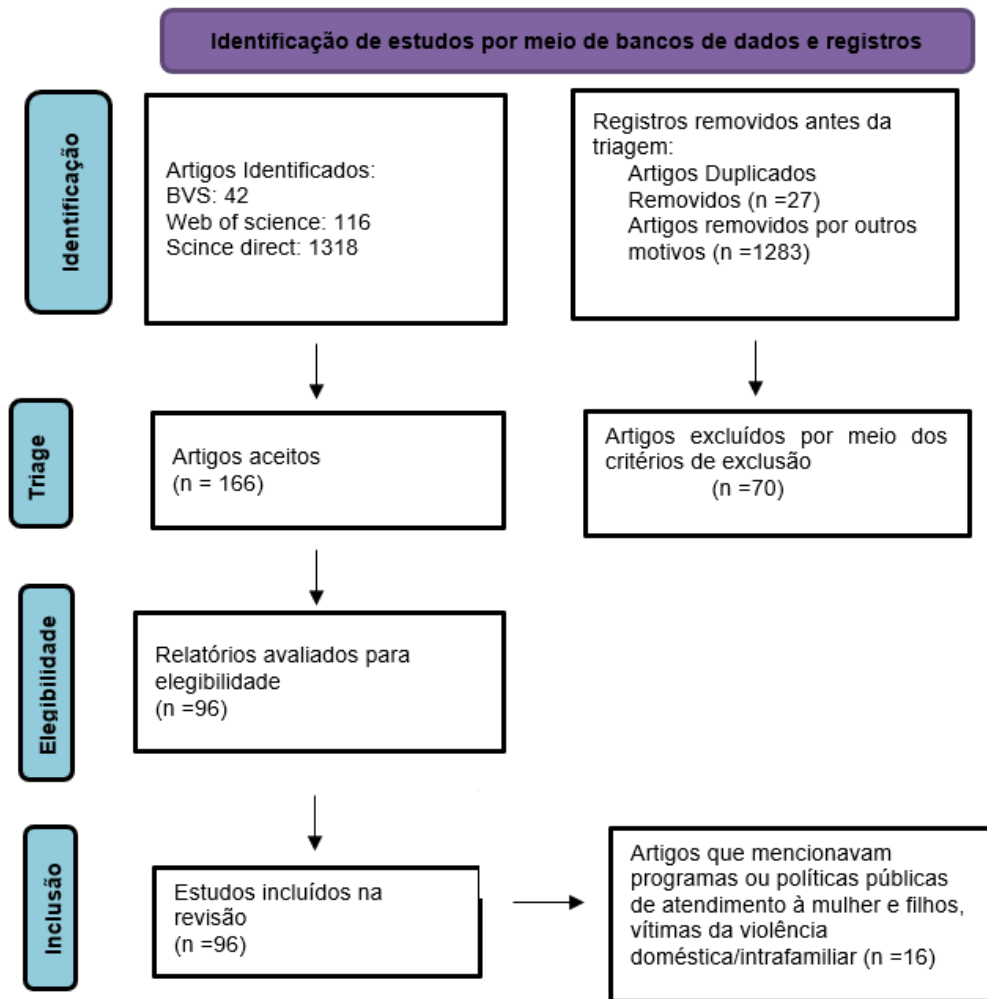 Identificação de estudos por meio de bancos de dados e registros
Identificação
Artigos Identificados:
BVS: 42
Web of science: 116
Scince direct: 1318
Registros removidos antes da
triagem:
Artigos Duplicados
Removidos (n =27)
Artigos removidos por outros
motivos (n =1283)
Triage
Artigos aceitos
(n = 166)
Artigos excluídos por meio dos
critérios de exclusão
(n =70)
Elegibilidade
Relatórios avaliados para
elegibilidade
(n =96)
Inclusão
Estudos incluídos na
revisão
(n =96)
Artigos que mencionavam
programas ou políticas públicas
de atendimento à mulher e filhos,
vítimas da violência
doméstica/intrafamiliar (n =16)